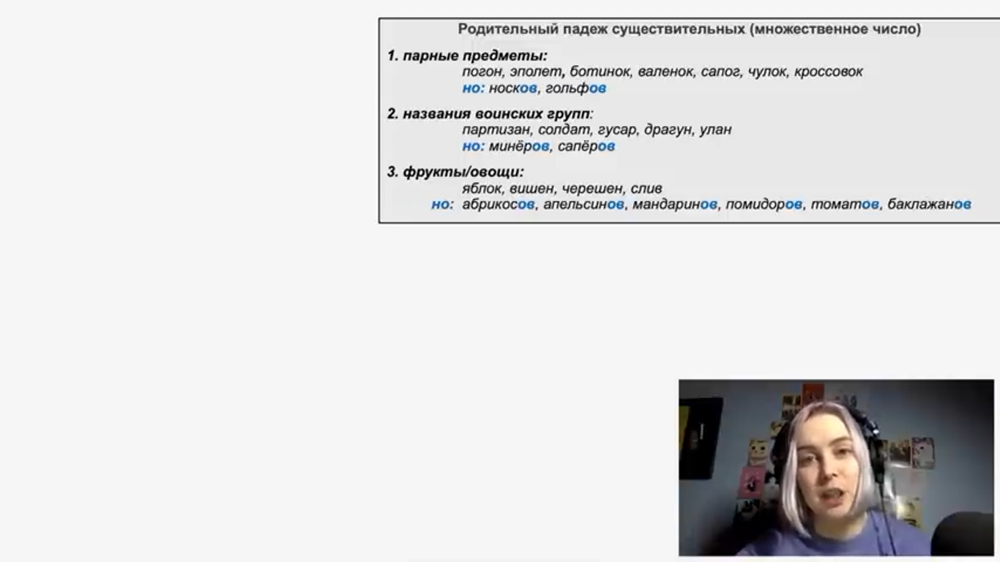 Родительный падеж существительных (множественное число)
1. парные предметы:
погон, эполет, ботинок, валенок, сапог, чулок, кроссовок
но: носков, гольфов
2. названия воинских групп:
партизан, солдат, гусар, драгун, улан
но: минёров, сапёров
3. фрукты/овощи:
яблок, вишен, черешен, слив
но: абрикосов, апельсинов, мандаринов, помидоров, томатов, баклажанов